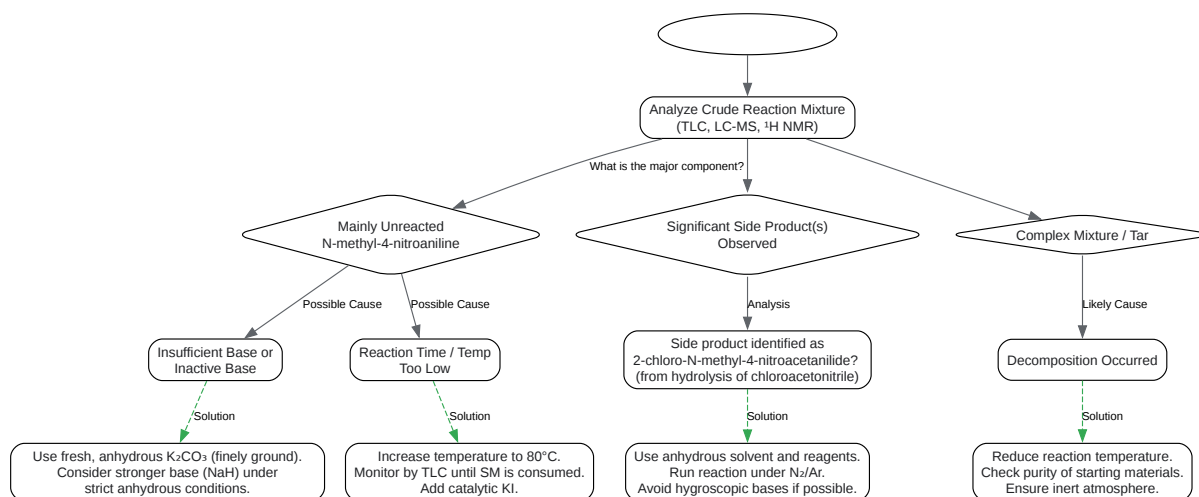 Analyze Crude Reaction Mixture
(TLC, LC-MS, ¹H NMR)
What is the major component?
Mainly Unreacted
N-methyl-4-nitroaniline
Significant Side Product(s)
Observed
Complex Mixture / Tar
Possible Cause
Possible Cause
Analysis
Likely Cause
Insufficient Base or
Inactive Base
Reaction Time / Temp
Too Low
Side product identified as
2-chloro-N-methyl-4-nitroacetanilide?
(from hydrolysis of chloroacetonitrile)
Decomposition Occurred
Solution
Solution
Solution
Solution
Use fresh, anhydrous K₂CO₃ (finely ground).
Consider stronger base (NaH) under
strict anhydrous conditions.
Increase temperature to 80°C.
Monitor by TLC until SM is consumed.
Add catalytic KI.
Use anhydrous solvent and reagents.
Run reaction under N₂/Ar.
Avoid hygroscopic bases if possible.
Reduce reaction temperature.
Check purity of starting materials.
Ensure inert atmosphere.